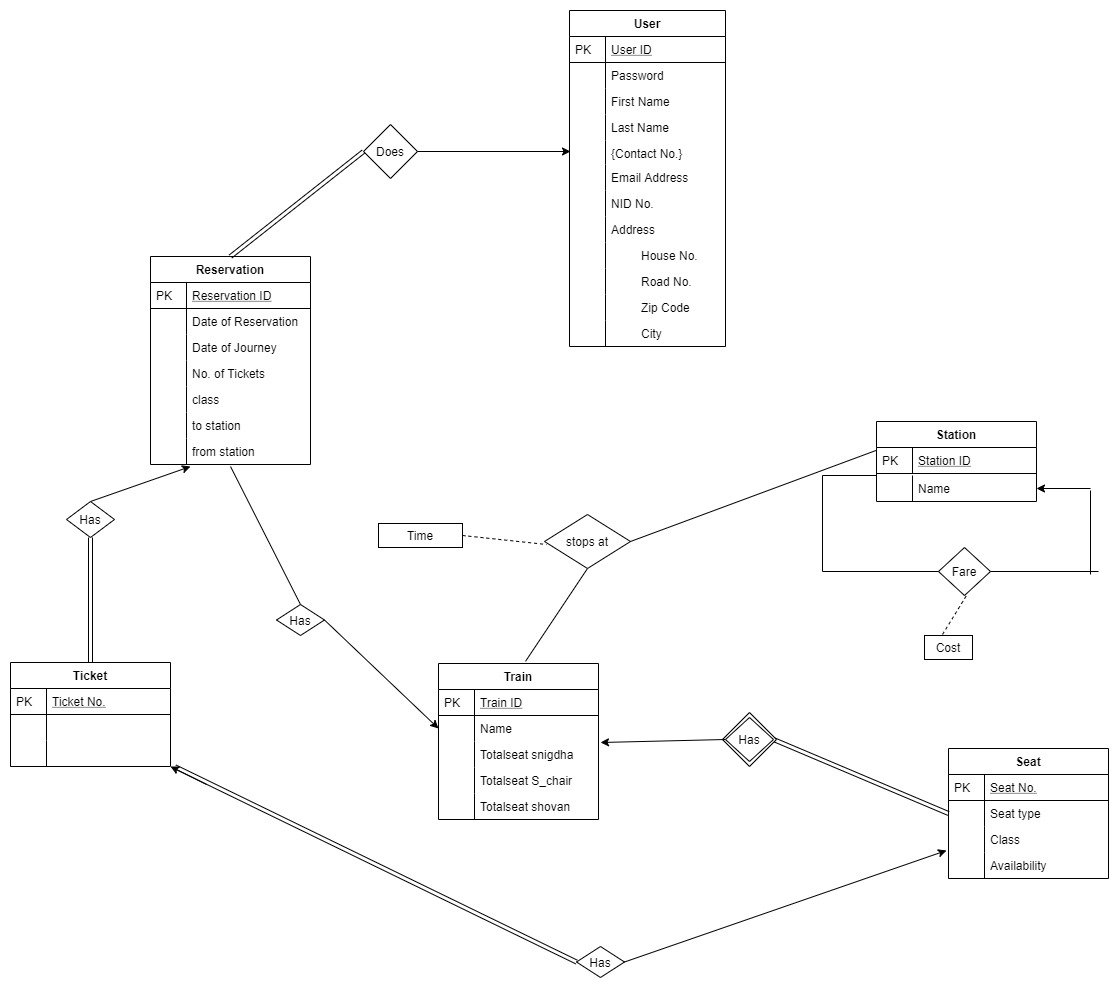 User
PK User ID
Password
First Name
Last Name
{Contact No.}
Email Address
NID No.
Address
House No.
Road No.
Zip Code
City
Does
Reservation
PK Reservation ID
Date of Reservation
Date of Journey
No. of Tickets
class
to station
from station
Has
Station
PK Station ID
Name
Time
stops at
Fare
Cost
Has
Ticket
PK Ticket No.
Train
PK Train ID
Name
Totalseat snigdha
Totalseat S_chair
Totalseat shovan
Has
Seat
PK Seat No.
Seat type
Class
Availability
Has